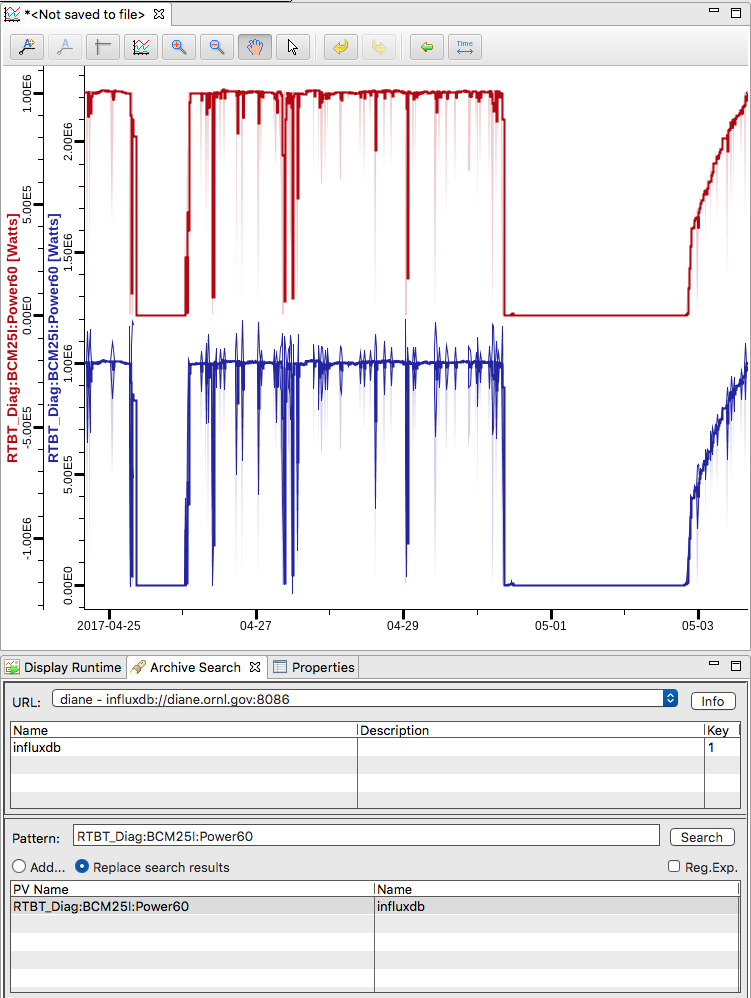 *<Not saved to file>
Time
RTBT_Diag:BCM25I:Power60 [Watts]
1.00E6
5.00E5
0.00E0
-5.00E5
-1.00E6
RTBT_Diag:BCM25I:Power60 [Watts]
2.00E6
1.50E6
1.00E6
5.00E5
0.00E0
2017-04-25 04-27 04-29 05-01 05-03
Display Runtime Archive Search Properties
URL: diane - influxdb://diane.ornl.gov:8086 Info
Name Description Key
influxdb 1
Pattern: RTBT_Diag:BCM25I:Power60 Search
Add... Replace search results Reg.Exp.
PV Name Name
RTBT_Diag:BCM25I:Power60 influxdb